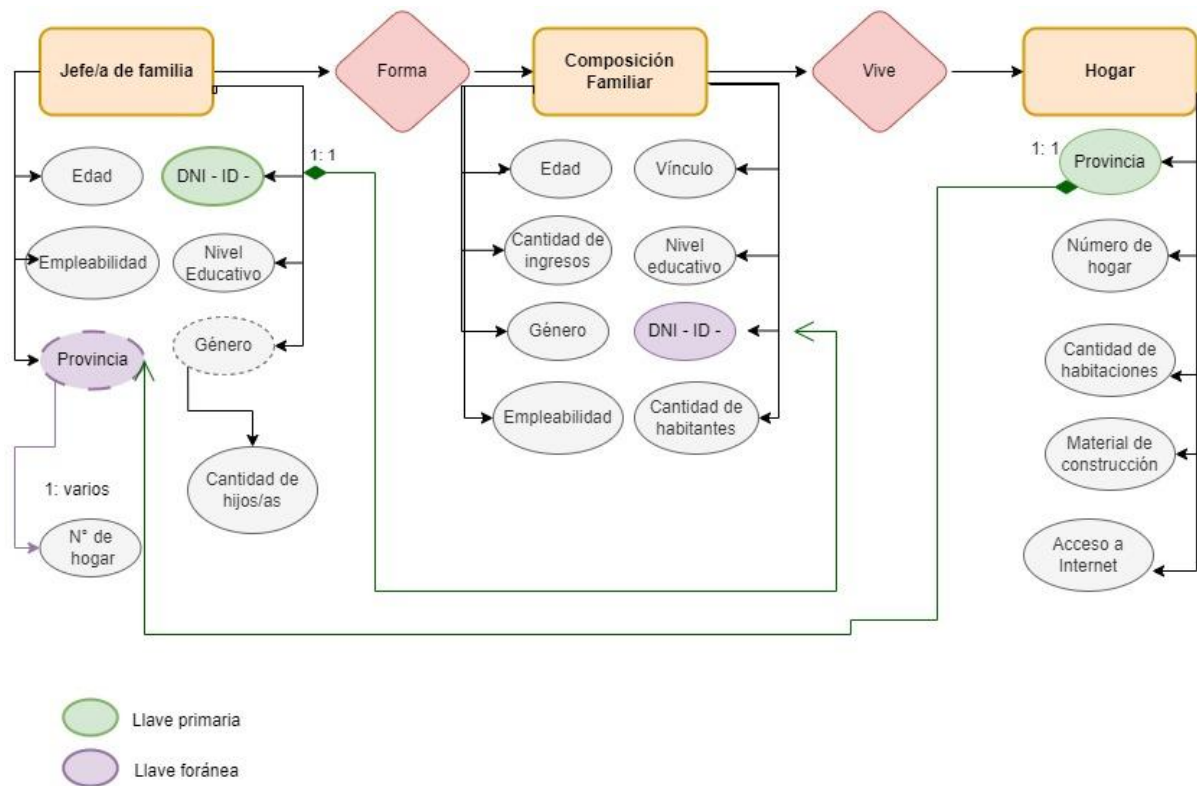 Jefe/a de familia
Forma
Composición
Familiar
Vive
Hogar
1: 1
Edad
DNI - ID -
Empleabilidad
Nivel
Educativo
Provincia
Género
1: varios
N° de
hogar
Cantidad de
hijos/as
Edad
Vínculo
Cantidad de
ingresos
Nivel
educativo
Género
DNI - ID -
Empleabilidad
Cantidad de
habitantes
1: 1
Provincia
Número de
hogar
Cantidad de
habitaciones
Material de
construcción
Acceso a
Internet
Llave primaria
Llave foránea